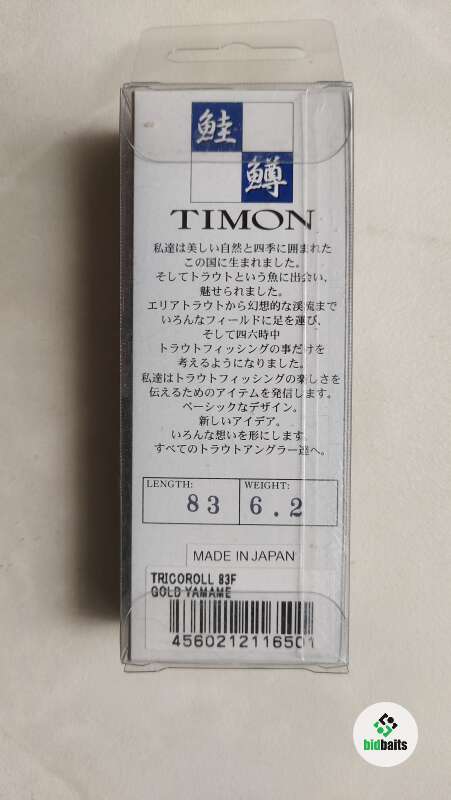 鮭
鱒
TIMON
私達は美しい自然と四季に囲まれた
この国に生まれました。
そしてトラウトという魚に出会い、
魅せられました。
エリアトラウトから幻想的な渓流まで
いろんなフィールドに足を運び、
そして四六時中
トラウトフィッシングの事だけを
考えるようになりました。
私達はトラウトフィッシングの楽しさを
伝えるためのアイテムを発信します。
ベーシックなデザイン。
新しいアイデア。
いろんな想いを形にします。
すべてのトラウトアングラー達へ。
LENGTH: WEIGHT:
83 6.2
MADE IN JAPAN
TRICOROLL 83F
GOLD YAMAME
4560212116501
bidbaits